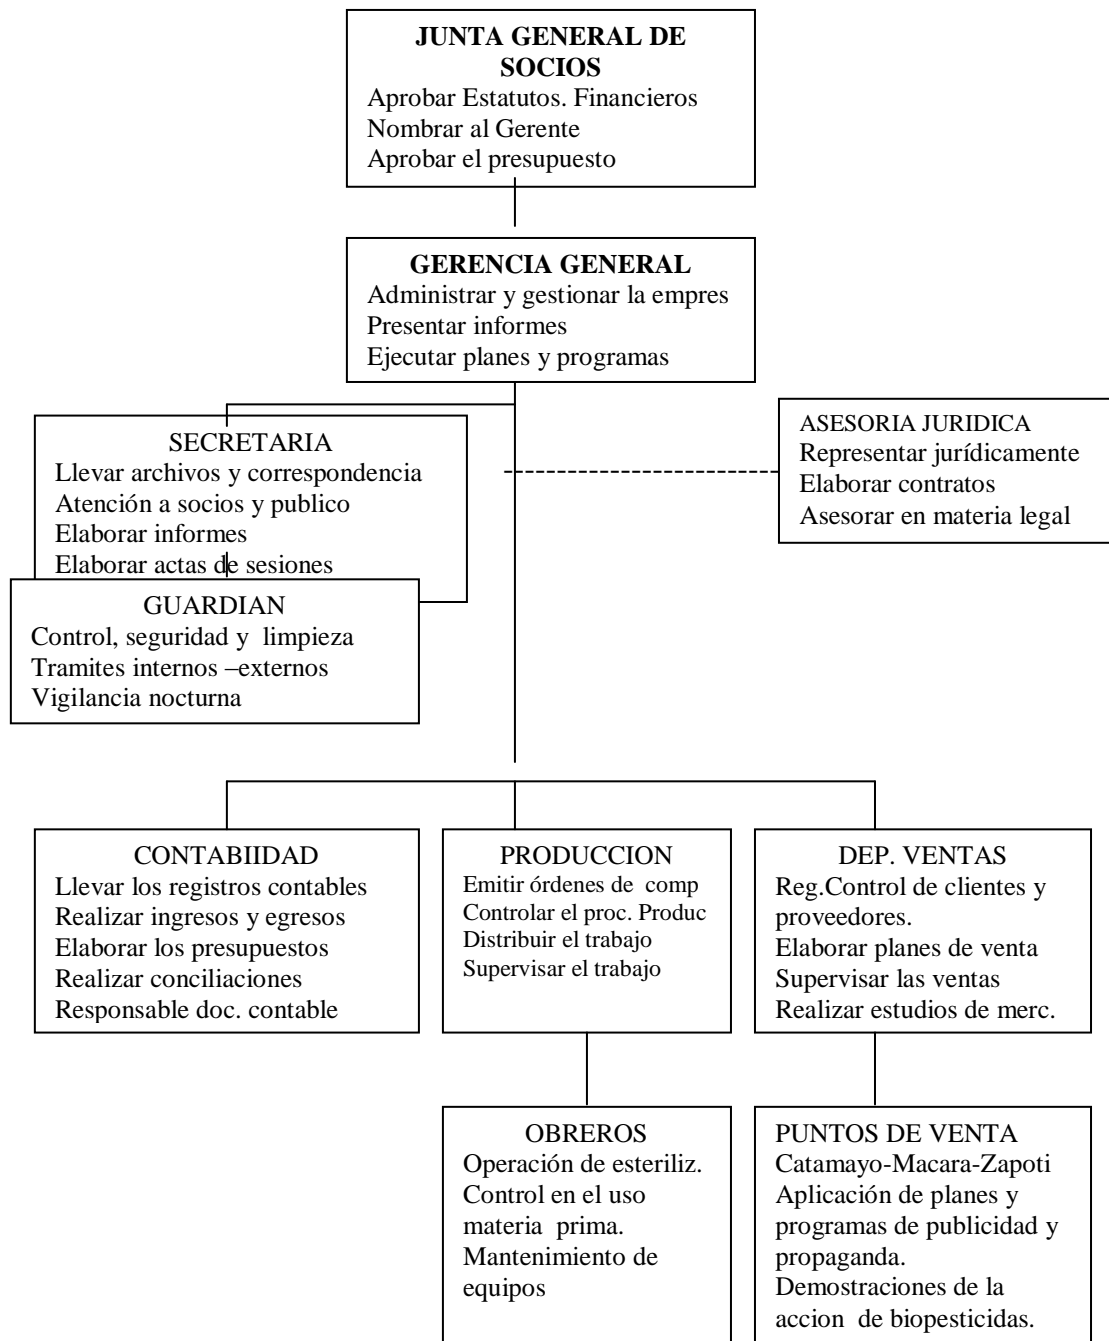 JUNTA GENERAL DE
SOCIOS
Aprobar Estatutos. Financieros
Nombrar al Gerente
Aprobar el presupuesto
GERENCIA GENERAL
Administrar y gestionar la empres
Presentar informes
Ejecutar planes y programas
SECRETARIA
Llevar archivos y correspondencia
Atención a socios y publico
Elaborar informes
Elaborar actas de sesiones
ASESORIA JURIDICA
Representar jurídicamente
Elaborar contratos
Asesorar en materia legal
GUARDIAN
Control, seguridad y  limpieza
Tramites internos –externos
Vigilancia nocturna
CONTABIIDAD
Llevar los registros contables
Realizar ingresos y egresos
Elaborar los presupuestos
Realizar conciliaciones
Responsable doc. contable
PRODUCCION
Emitir órdenes de  comp
Controlar el proc. Produc
Distribuir el trabajo
Supervisar el trabajo
DEP. VENTAS
Reg.Control de clientes y
proveedores.
Elaborar planes de venta
Supervisar las ventas
Realizar estudios de merc.
OBREROS
Operación de esteriliz.
Control en el uso
materia  prima.
Mantenimiento de
equipos
PUNTOS DE VENTA
Catamayo-Macara-Zapoti
Aplicación de planes y
programas de publicidad y
propaganda.
Demostraciones de la
accion  de biopesticidas.